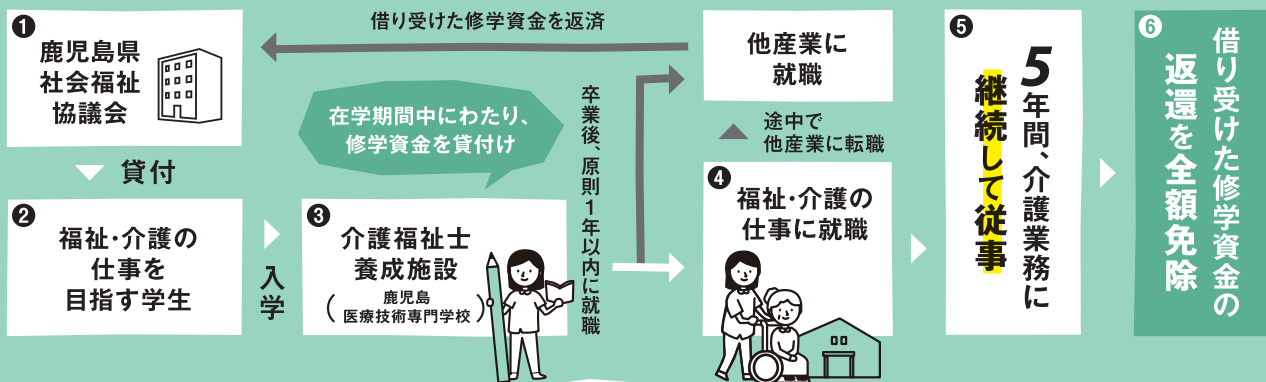 ❶
鹿児島県
社会福祉
協議会
貸付
❷
福祉・介護の
仕事を
目指す学生
入学
❸
介護福祉士
養成施設
(鹿児島
医療技術専門学校)
在学期間中にわたり、
修学資金を貸付け
卒業後、原則1年以内に就職
❹
福祉・介護の
仕事に就職
途中で
他産業に転職
他産業に
就職
借り受けた修学資金を返済
❺
5年間、介護業務に
継続して従事
❻
借り受けた修学資金の
返還を全額免除